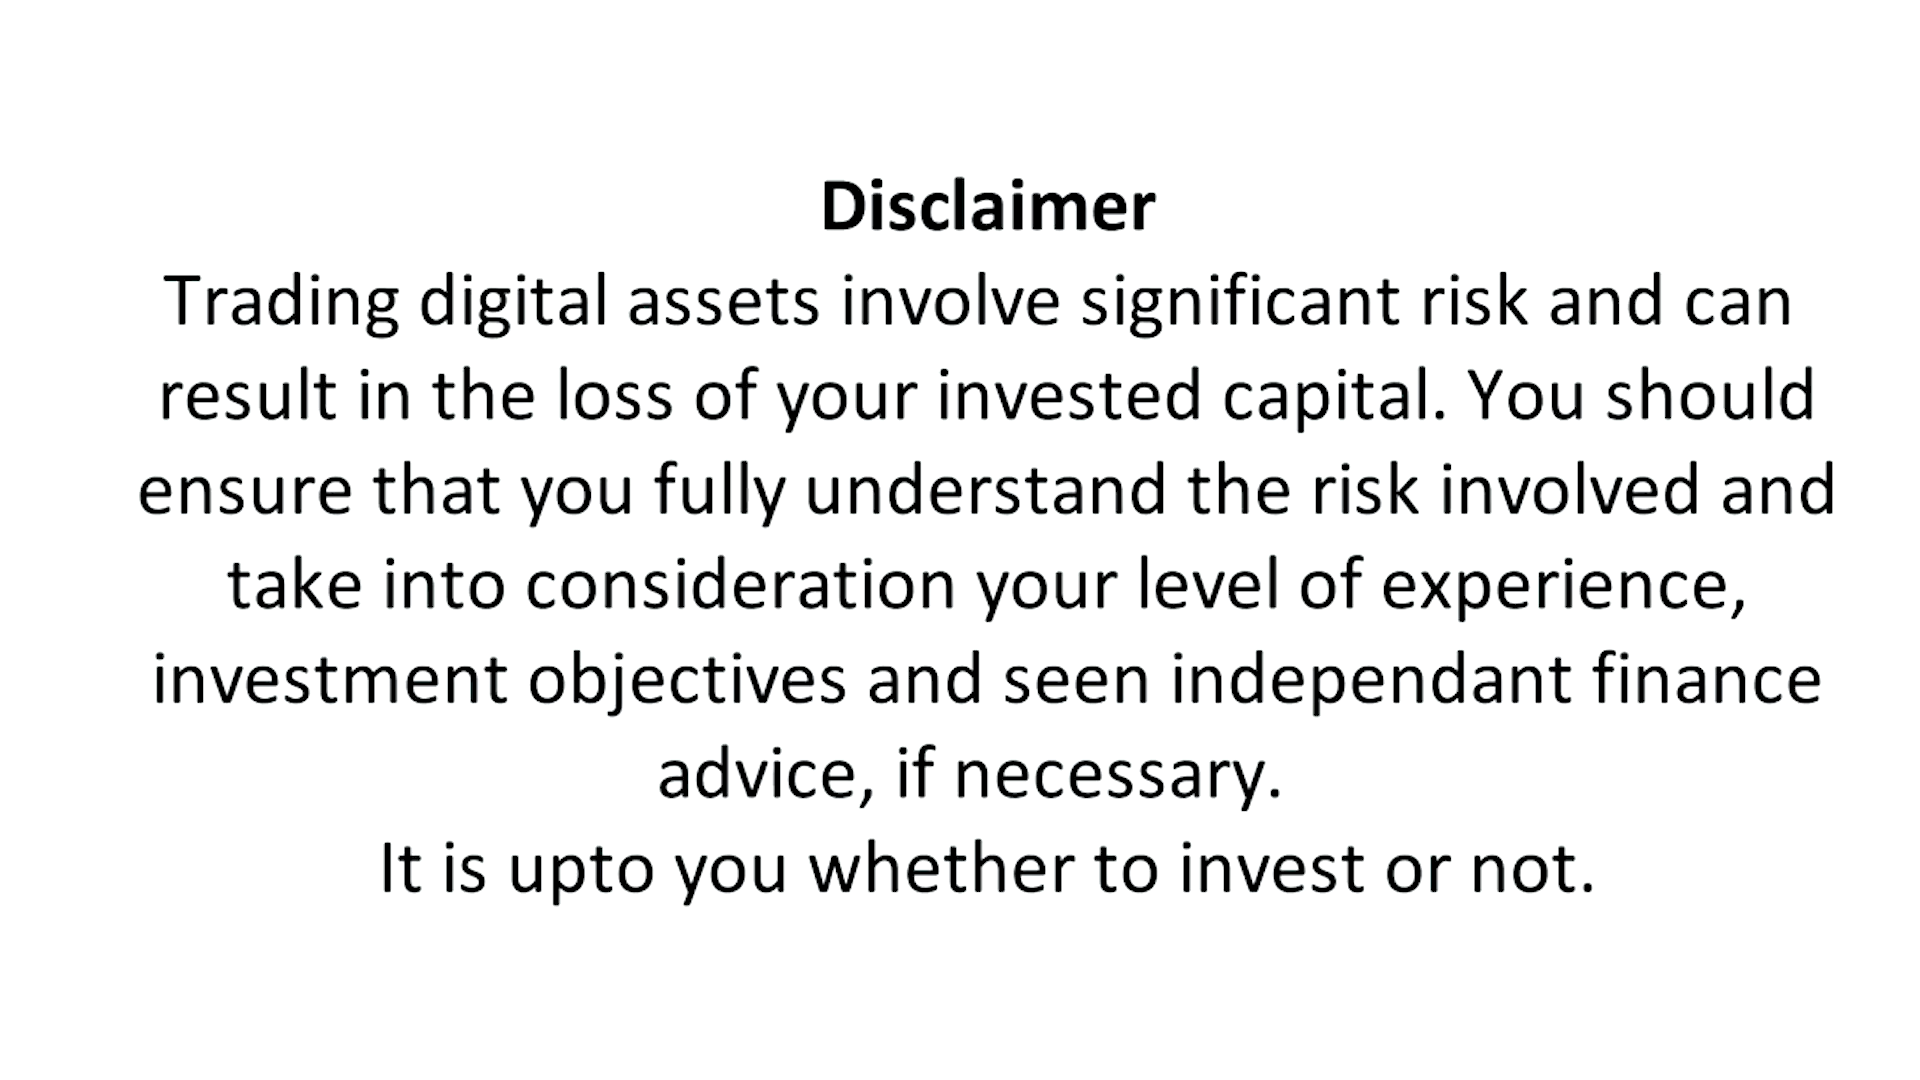 Disclaimer
Trading digital assets involve significant risk and can
result in the loss of your invested capital. You should
ensure that you fully understand the risk involved and
take into consideration your level of experience,
investment objectives and seen independant finance
advice, if necessary.
It is upto you whether to invest or not.